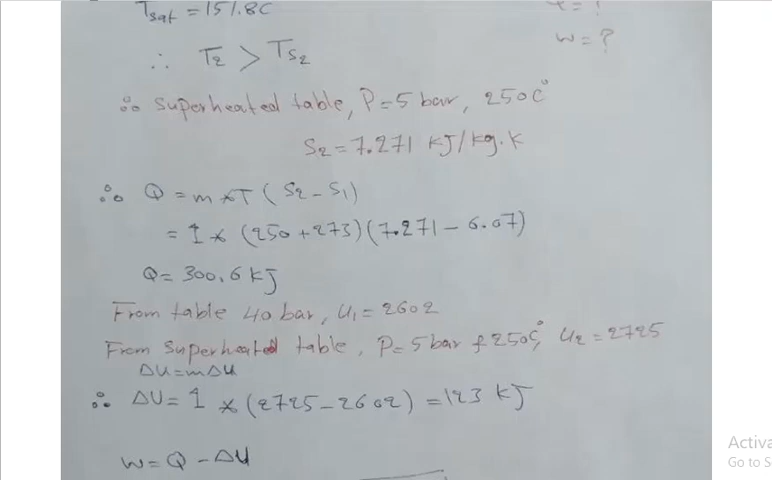 Tsat = 151.8C
W = ?
∴ T2 > Ts2
∴ Superheated table, P=5 bar, 250C°
S2 = 7.271 kJ/kg.K
∴ Q = m*T (S2 - S1)
= 1 * (250+273)(7.271 - 6.07)
Q = 300.6 kJ
From table 40 bar, U1 = 2602
From Superheated table, P=5 bar & 250C°, U2 = 2725
ΔU = mΔu
∴ ΔU = 1 * (2725-2602) = 123 kJ
W = Q - ΔU
Activa
Go to S